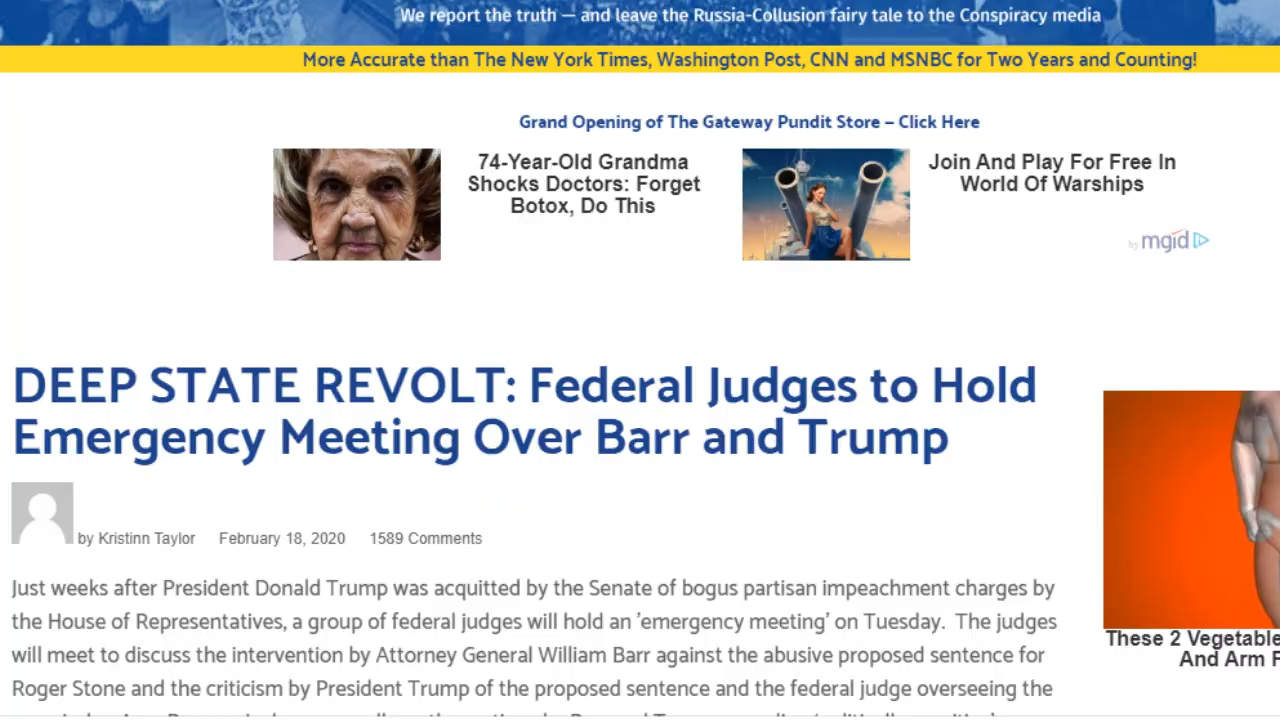 We report the truth — and leave the Russia-Collusion fairy tale to the Conspiracy media
More Accurate than The New York Times, Washington Post, CNN and MSNBC for Two Years and Counting!
Grand Opening of The Gateway Pundit Store – Click Here
74-Year-Old Grandma
Shocks Doctors: Forget
Botox, Do This
Join And Play For Free In
World Of Warships
by mgid
DEEP STATE REVOLT: Federal Judges to Hold
Emergency Meeting Over Barr and Trump
by Kristinn Taylor February 18, 2020 1589 Comments
Just weeks after President Donald Trump was acquitted by the Senate of bogus partisan impeachment charges by
the House of Representatives, a group of federal judges will hold an 'emergency meeting' on Tuesday. The judges
will meet to discuss the intervention by Attorney General William Barr against the abusive proposed sentence for
Roger Stone and the criticism by President Trump of the proposed sentence and the federal judge overseeing the
These 2 Vegetable
And Arm F